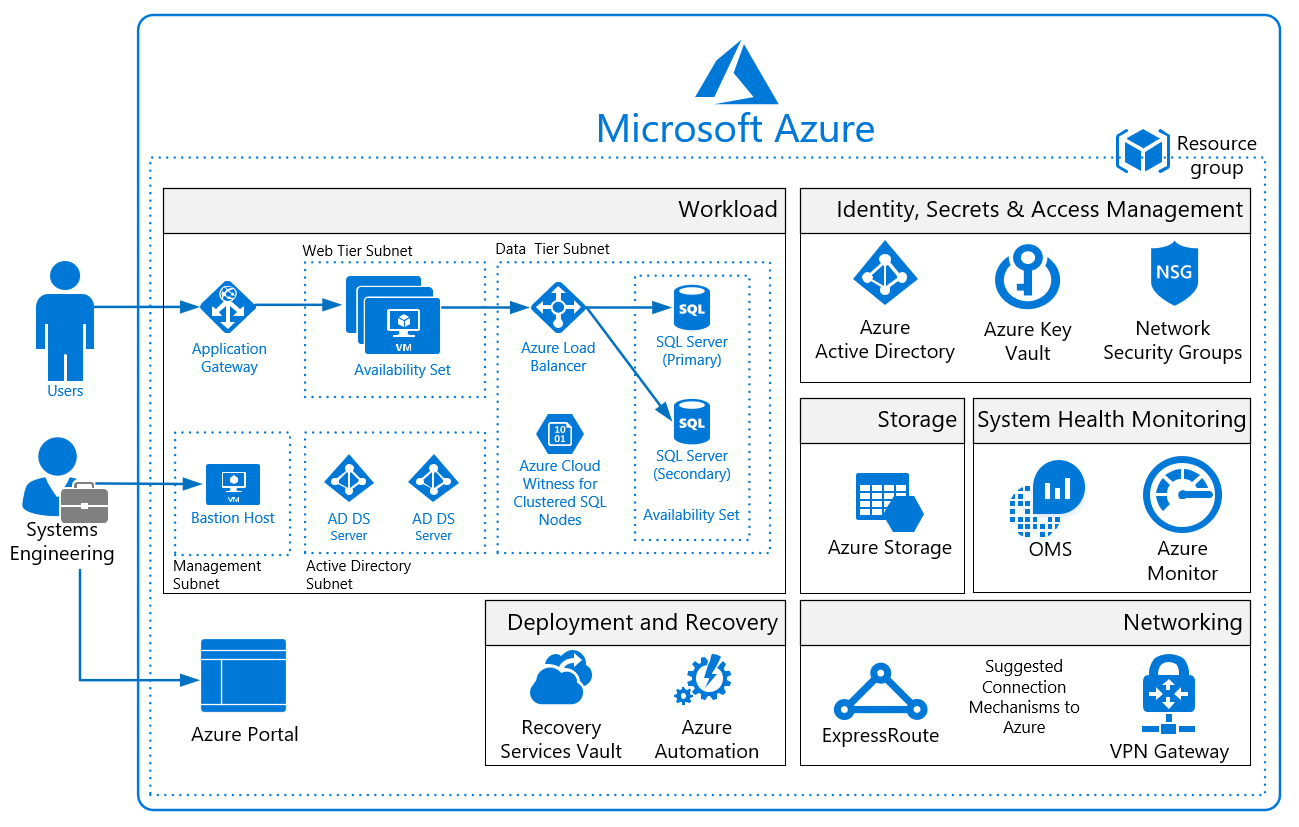 Microsoft Azure
Resource
group
Workload
Web Tier Subnet
Data Tier Subnet
Users
Application
Gateway
VM
Availability Set
Azure Load
Balancer
SQL
SQL Server
(Primary)
SQL
SQL Server
(Secondary)
Availability Set
10
01
Azure Cloud
Witness for
Clustered SQL
Nodes
Systems
Engineering
VM
Bastion Host
Management
Subnet
AD DS
Server
AD DS
Server
Active Directory
Subnet
Azure Portal
Identity, Secrets & Access Management
Azure
Active Directory
Azure Key
Vault
NSG
Network
Security Groups
Storage
Azure Storage
System Health Monitoring
OMS
Azure
Monitor
Deployment and Recovery
Recovery
Services Vault
Azure
Automation
Networking
ExpressRoute
Suggested
Connection
Mechanisms to
Azure
VPN Gateway